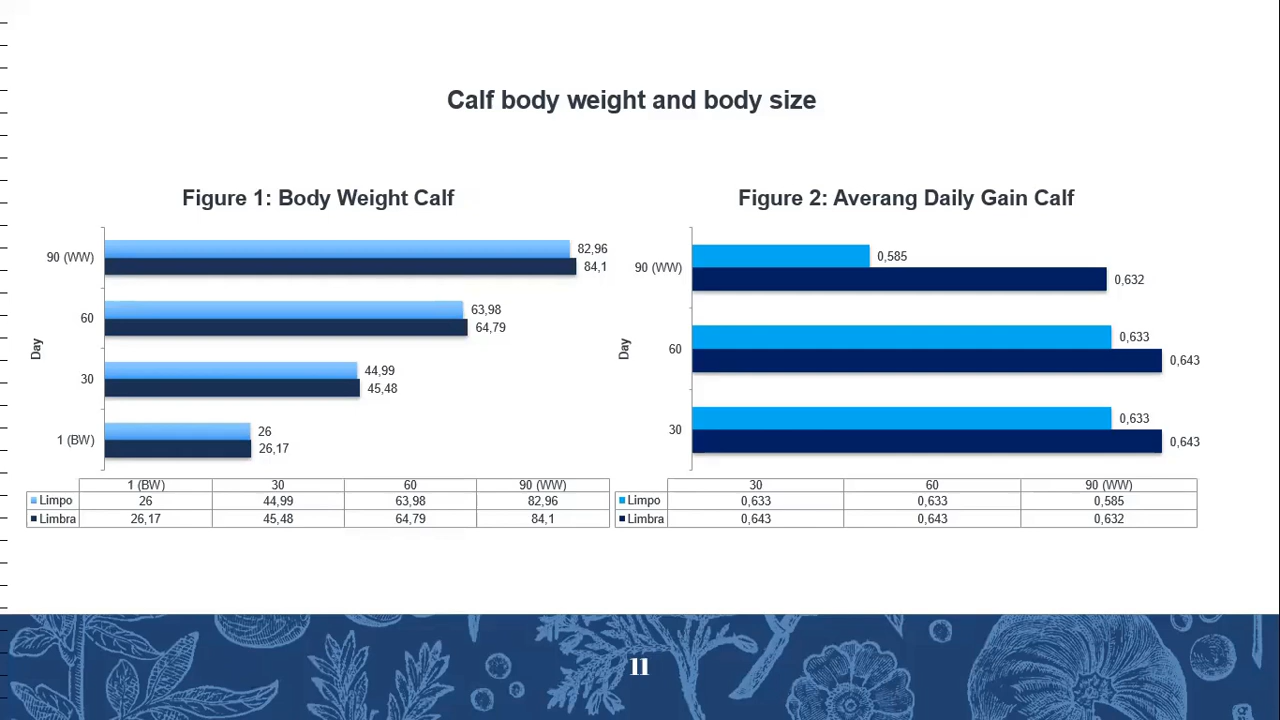 Calf body weight and body size
Figure 1: Body Weight Calf
90 (WW)
82,96
84,1
60
63,98
64,79
Day
30
44,99
45,48
1 (BW)
26
26,17
1 (BW) 30 60 90 (WW)
Limpo 26 44,99 63,98 82,96
Limbra 26,17 45,48 64,79 84,1
Figure 2: Averang Daily Gain Calf
90 (WW)
0,585
0,632
60
0,633
0,643
Day
30
0,633
0,643
30 60 90 (WW)
Limpo 0,633 0,633 0,585
Limbra 0,643 0,643 0,632
11